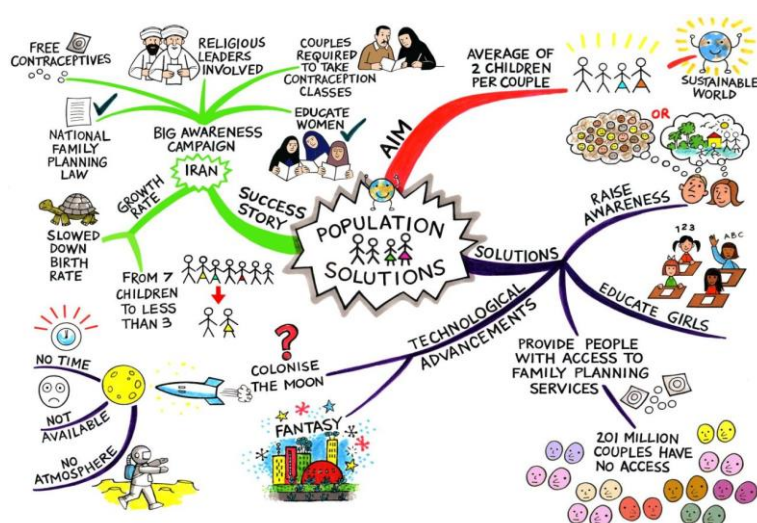 POPULATION
SOLUTIONS
AIM
AVERAGE OF
2 CHILDREN
PER COUPLE
SUSTAINABLE
WORLD
SOLUTIONS
RAISE
AWARENESS
OR
EDUCATE GIRLS
123
ABC
PROVIDE PEOPLE
WITH ACCESS TO
FAMILY PLANNING
SERVICES
201 MILLION
COUPLES HAVE
NO ACCESS
TECHNOLOGICAL
ADVANCEMENTS
FANTASY
?
COLONISE
THE MOON
NO TIME
NOT
AVAILABLE
NO
ATMOSPHERE
SUCCESS
STORY
IRAN
GROWTH
RATE
SLOWED
DOWN
BIRTH
RATE
FROM 7
CHILDREN
TO LESS
THAN 3
BIG AWARENESS
CAMPAIGN
NATIONAL
FAMILY
PLANNING
LAW
FREE
CONTRACEPTIVES
RELIGIOUS
LEADERS
INVOLVED
COUPLES
REQUIRED
TO TAKE
CONTRACEPTION
CLASSES
EDUCATE
WOMEN